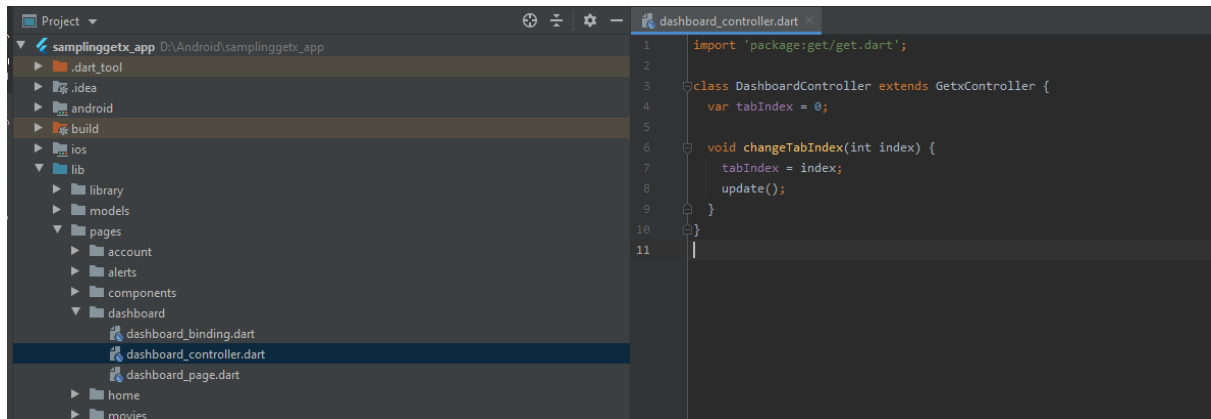 Project
samplinggetx_app D:\Android\samplinggetx_app
.dart_tool
.idea
android
build
ios
lib
library
models
pages
account
alerts
components
dashboard
dashboard_binding.dart
dashboard_controller.dart
dashboard_page.dart
home
movies
dashboard_controller.dart
1 import 'package:get/get.dart';
2
3 class DashboardController extends GetxController {
4 var tabIndex = 0;
5
6 void changeTabIndex(int index) {
7 tabIndex = index;
8 update();
9 }
10 }
11